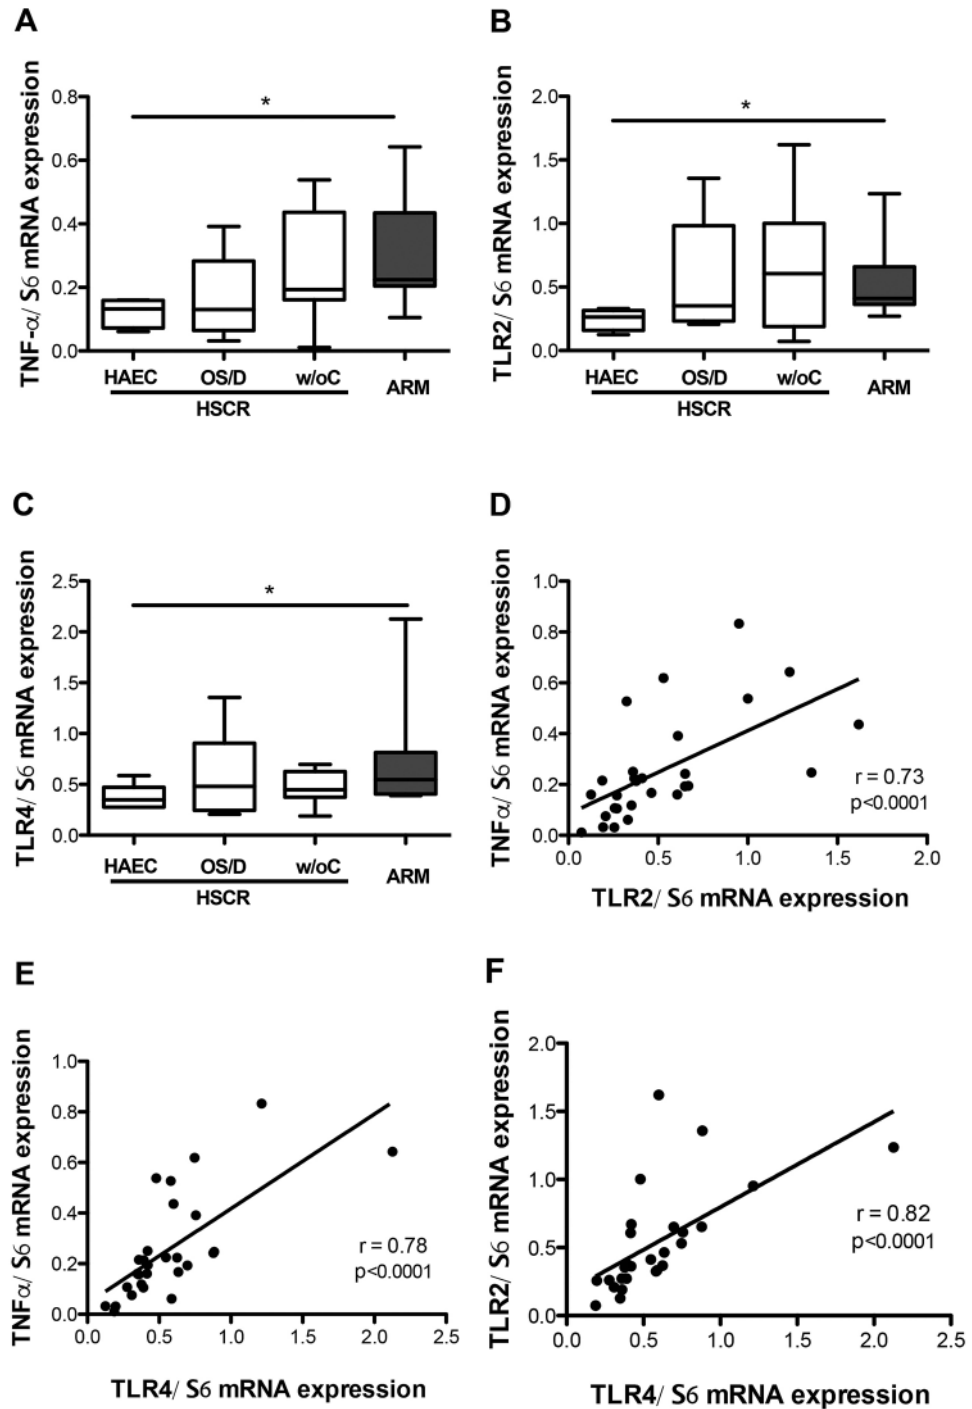 A
TNF-α/ S6 mRNA expression
0.8
0.6
0.4
0.2
0.0
*
HAEC OS/D w/oC ARM
HSCR
B
TLR2/ S6 mRNA expression
2.0
1.5
1.0
0.5
0.0
*
HAEC OS/D w/oC ARM
HSCR
C
TLR4/ S6 mRNA expression
2.5
2.0
1.5
1.0
0.5
0.0
*
HAEC OS/D w/oC ARM
HSCR
D
TNFα/ S6 mRNA expression
1.0
0.8
0.6
0.4
0.2
0.0
r = 0.73
p<0.0001
0.0 0.5 1.0 1.5 2.0
TLR2/ S6 mRNA expression
E
TNFα/ S6 mRNA expression
1.0
0.8
0.6
0.4
0.2
0.0
r = 0.78
p<0.0001
0.0 0.5 1.0 1.5 2.0 2.5
TLR4/ S6 mRNA expression
F
TLR2/ S6 mRNA expression
2.0
1.5
1.0
0.5
0.0
r = 0.82
p<0.0001
0.0 0.5 1.0 1.5 2.0 2.5
TLR4/ S6 mRNA expression